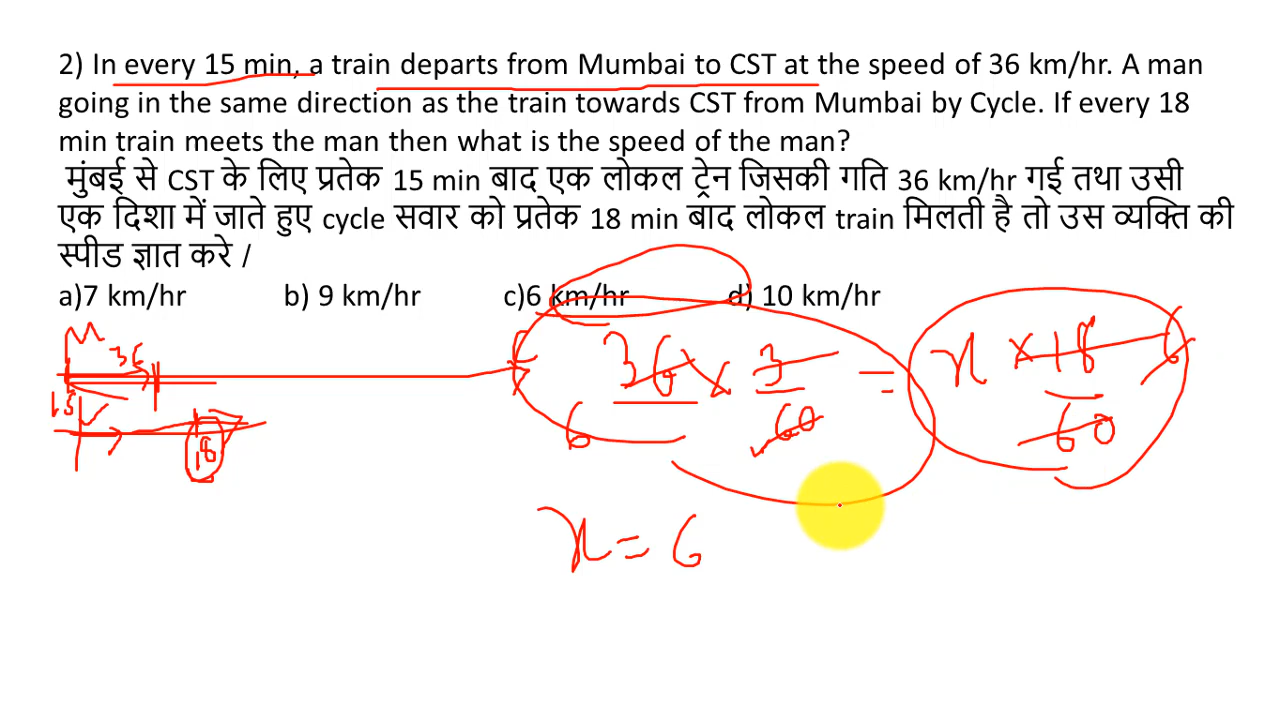 2) In every 15 min, a train departs from Mumbai to CST at the speed of 36 km/hr. A man
going in the same direction as the train towards CST from Mumbai by Cycle. If every 18
min train meets the man then what is the speed of the man?
मुंबई से CST के लिए प्रतेक 15 min बाद एक लोकल ट्रेन जिसकी गति 36 km/hr गई तथा उसी
एक दिशा में जाते हुए cycle सवार को प्रतेक 18 min बाद लोकल train मिलती है तो उस व्यक्ति की
स्पीड ज्ञात करे /
a)7 km/hr b) 9 km/hr c)6 km/hr d) 10 km/hr
M
36 36 × 3 = x × 18 6
15 18 6 60 60
x = 6